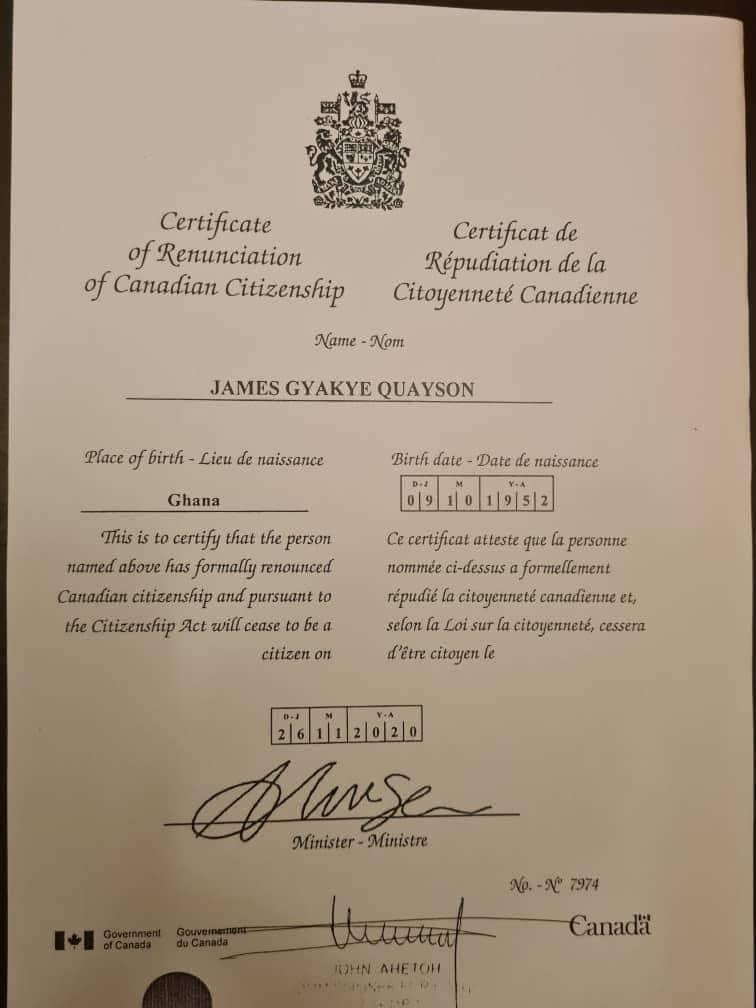 Certificate
of Renunciation
of Canadian Citizenship
Certificat de
Répudiation de la
Citoyenneté Canadienne
Name - Nom
JAMES GYAKYE QUAYSON
Place of birth - Lieu de naissance
Ghana
Birth date - Date de naissance
D-J M Y-A
0 9 1 0 1 9 5 2
This is to certify that the person
named above has formally renounced
Canadian citizenship and pursuant to
the Citizenship Act will cease to be a
citizen on
Ce certificat atteste que la personne
nommée ci-dessus a formellement
répudié la citoyenneté canadienne et,
selon la Loi sur la citoyenneté, cessera
d'être citoyen le
D-J M Y-A
2 6 1 1 2 0 2 0
Minister - Ministre
No. - Nº 7974
Government
of Canada
Gouvernement
du Canada
Canada
JOHN AHETOH